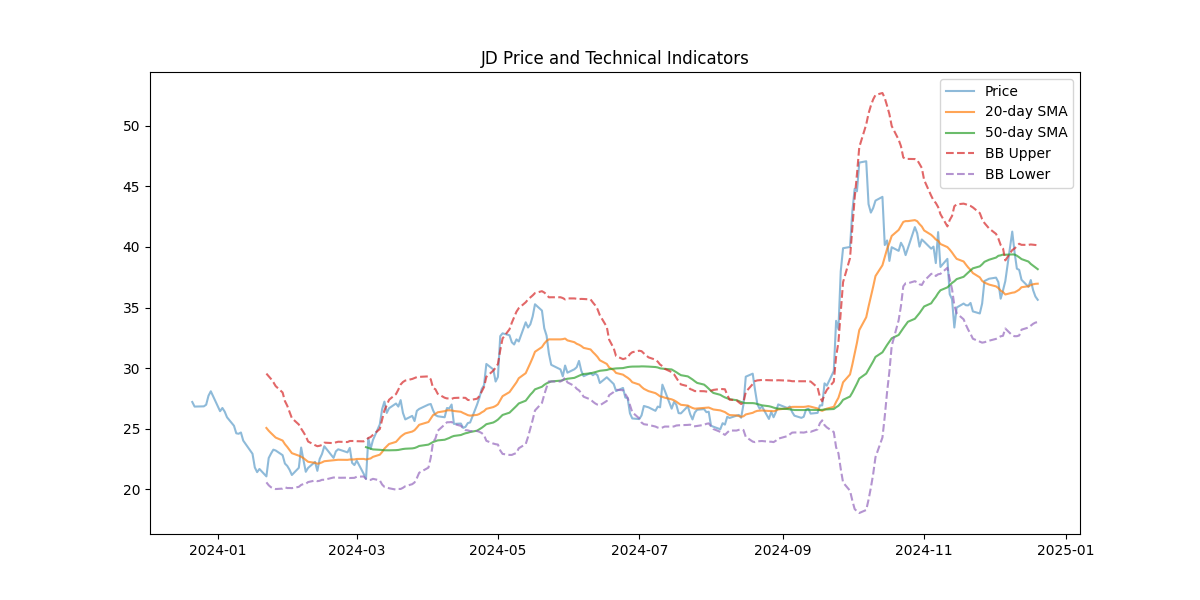 JD Price and Technical Indicators
Price
20-day SMA
50-day SMA
BB Upper
BB Lower
50
45
40
35
30
25
20
2024-01
2024-03
2024-05
2024-07
2024-09
2024-11
2025-01